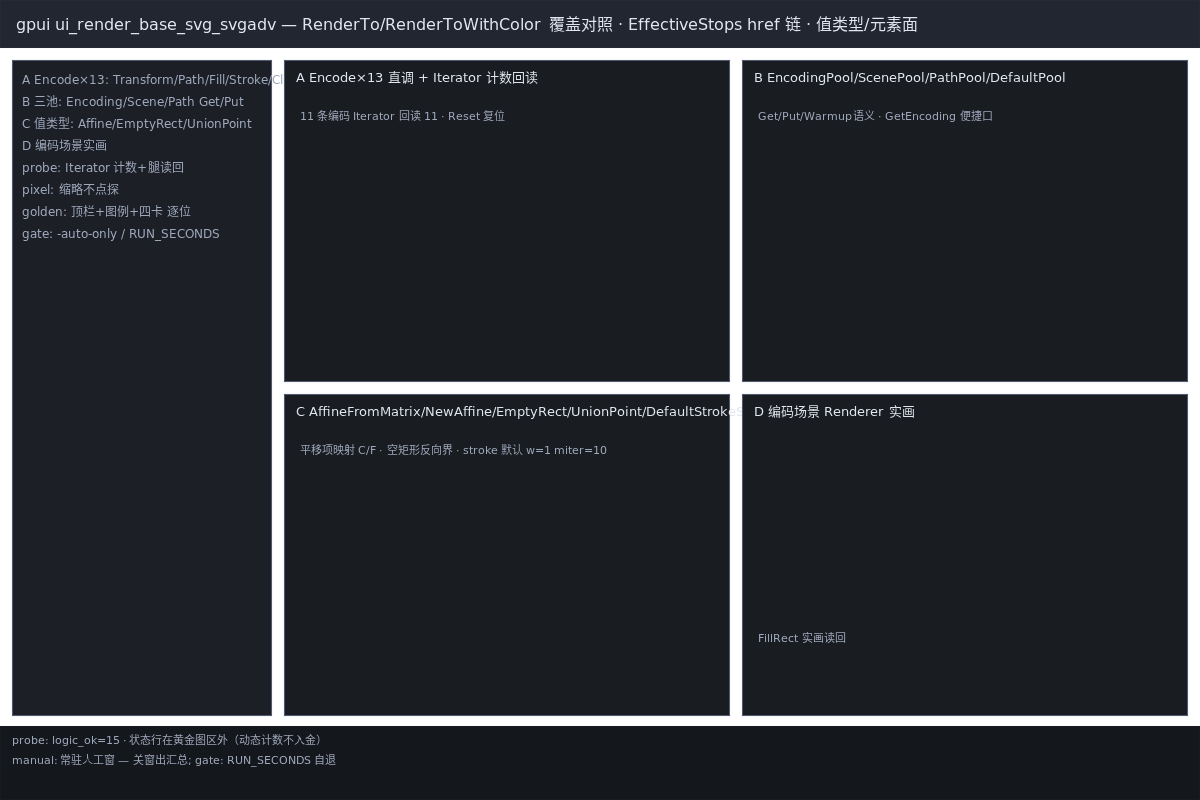 gpui ui_render_base_svg_svgadv — RenderTo/RenderToWithColor 覆盖对照 · EffectiveStops href 链 · 值类型/元素面
A Encode×13: Transform/Path/Fill/Stroke/Cl
B 三池: Encoding/Scene/Path Get/Put
C 值类型: Affine/EmptyRect/UnionPoint
D 编码场景实画
probe: Iterator 计数+腿读回
pixel: 缩略不点探
golden: 顶栏+图例+四卡 逐位
gate: -auto-only / RUN_SECONDS
A Encode×13 直调 + Iterator 计数回读
11 条编码 Iterator 回读 11 · Reset 复位
B EncodingPool/ScenePool/PathPool/DefaultPool
Get/Put/Warmup语义 · GetEncoding 便捷口
C AffineFromMatrix/NewAffine/EmptyRect/UnionPoint/DefaultStroke
平移项映射 C/F · 空矩形反向界 · stroke 默认 w=1 miter=10
D 编码场景 Renderer 实画
FillRect 实画读回
probe: logic_ok=15 · 状态行在黄金图区外（动态计数不入金）
manual: 常驻人工窗 — 关窗出汇总; gate: RUN_SECONDS 自退